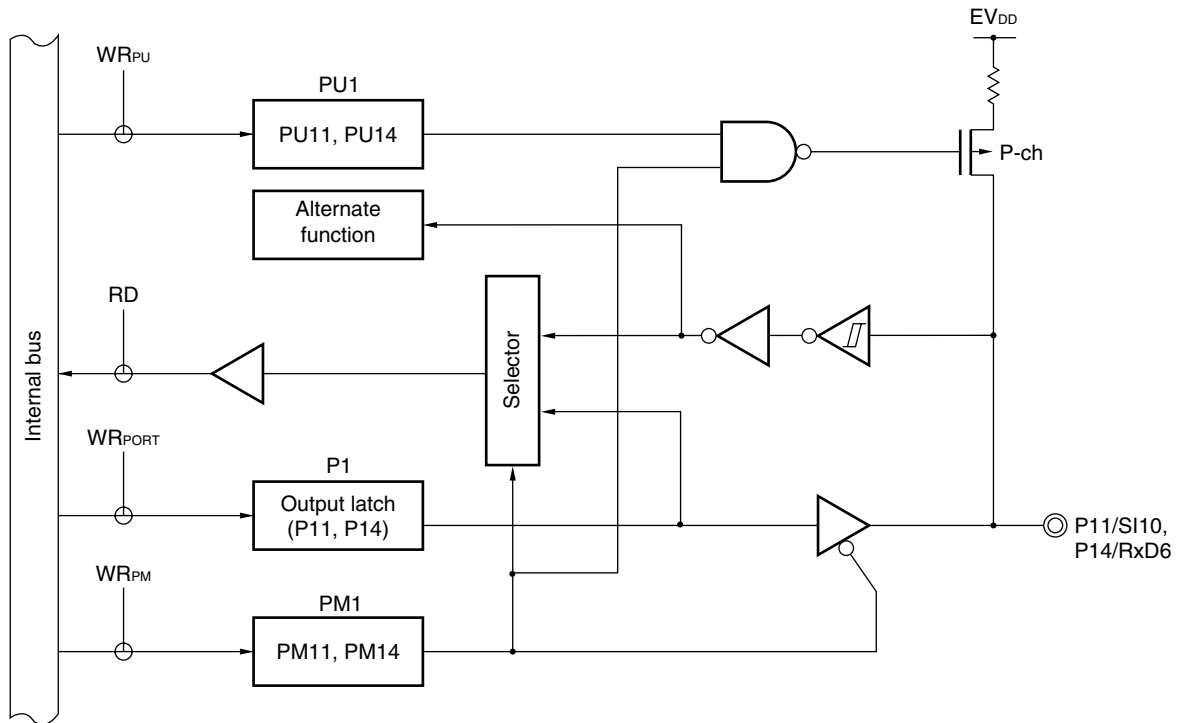 EVDD
WRPU
PU1
PU11, PU14
P-ch
Alternate
function
RD
Selector
Internal bus
WRPORT
P1
Output latch
(P11, P14)
P11/SI10,
P14/RxD6
WRPM
PM1
PM11, PM14